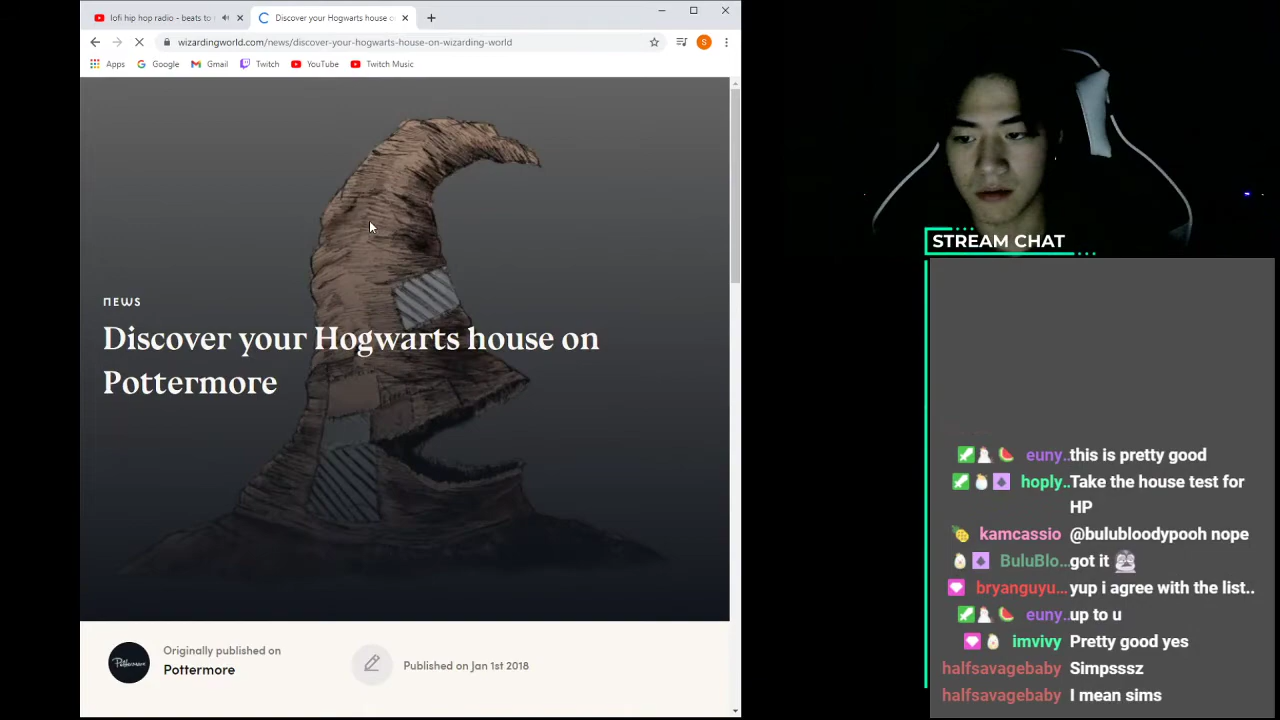 lofi hip hop radio - beats to
Discover your Hogwarts house o
wizardingworld.com/news/discover-your-hogwarts-house-on-wizarding-world
S
Apps Google Gmail Twitch YouTube Twitch Music
NEWS
Discover your Hogwarts house on
Pottermore
Originally published on
Pottermore
Published on Jan 1st 2018
STREAM CHAT
euny.. this is pretty good
hoply.. Take the house test for
HP
kamcassio @bulubloodypooh nope
BuluBlo... got it
bryanguyu... yup i agree with the list..
euny.. up to u
imvivy Pretty good yes
halfsavagebaby Simpsssz
halfsavagebaby I mean sims